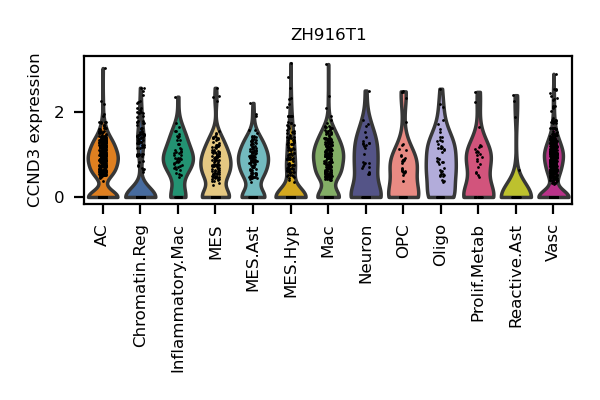 ZH916T1
CCND3 expression
2
0
AC
Chromatin.Reg
Inflammatory.Mac
MES
MES.Ast
MES.Hyp
Mac
Neuron
OPC
Oligo
Prolif.Metab
Reactive.Ast
Vasc